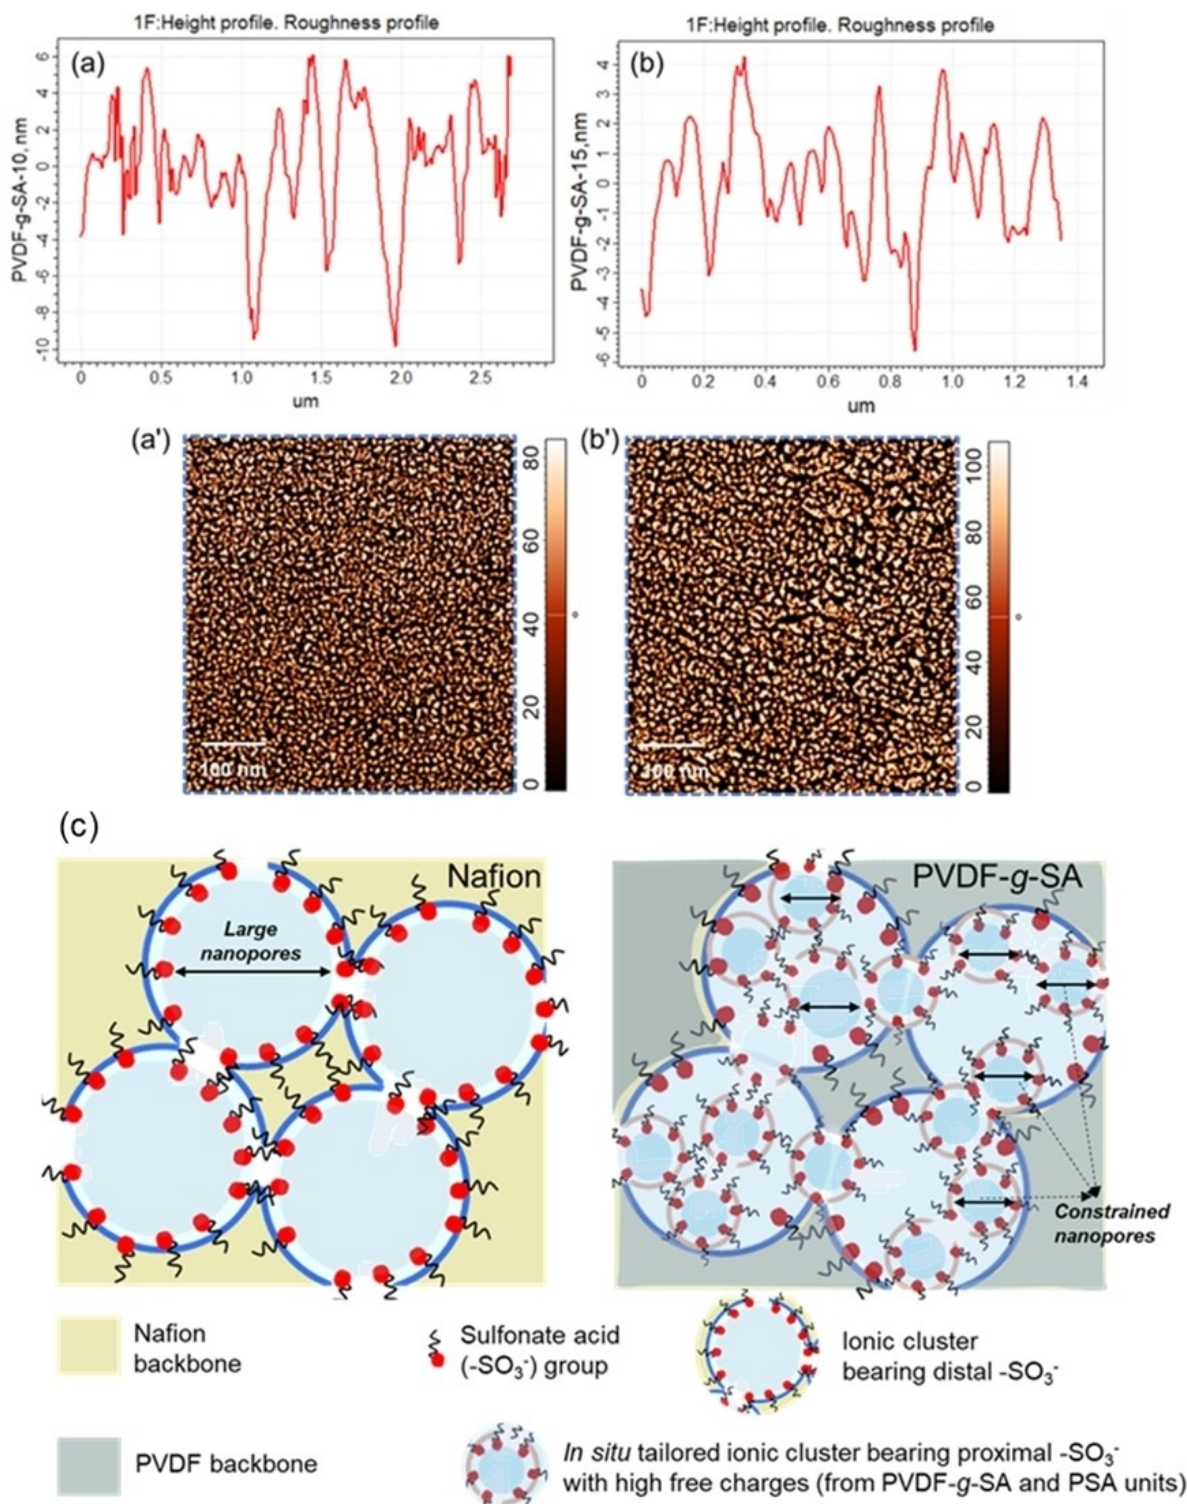 1F:Height profile. Roughness profile
(a)
PVDF-g-SA-10, nm
6
4
2
0
-2
-4
-6
-8
-10
0 0.5 1.0 1.5 2.0 2.5
um
1F:Height profile. Roughness profile
(b)
PVDF-g-SA-15,nm
4
3
2
1
0
-1
-2
-3
-4
-5
-6
0 0.2 0.4 0.6 0.8 1.0 1.2 1.4
um
(a')
100 nm
80
60
40
20
0
(b')
100 nm
100
80
60
40
20
0
(c)
Nafion
Large
nanopores
PVDF-g-SA
Constrained
nanopores
Nafion
backbone
Sulfonate acid
(-SO₃⁻) group
Ionic cluster
bearing distal -SO₃⁻
PVDF backbone
In situ tailored ionic cluster bearing proximal -SO₃⁻
with high free charges (from PVDF-g-SA and PSA units)